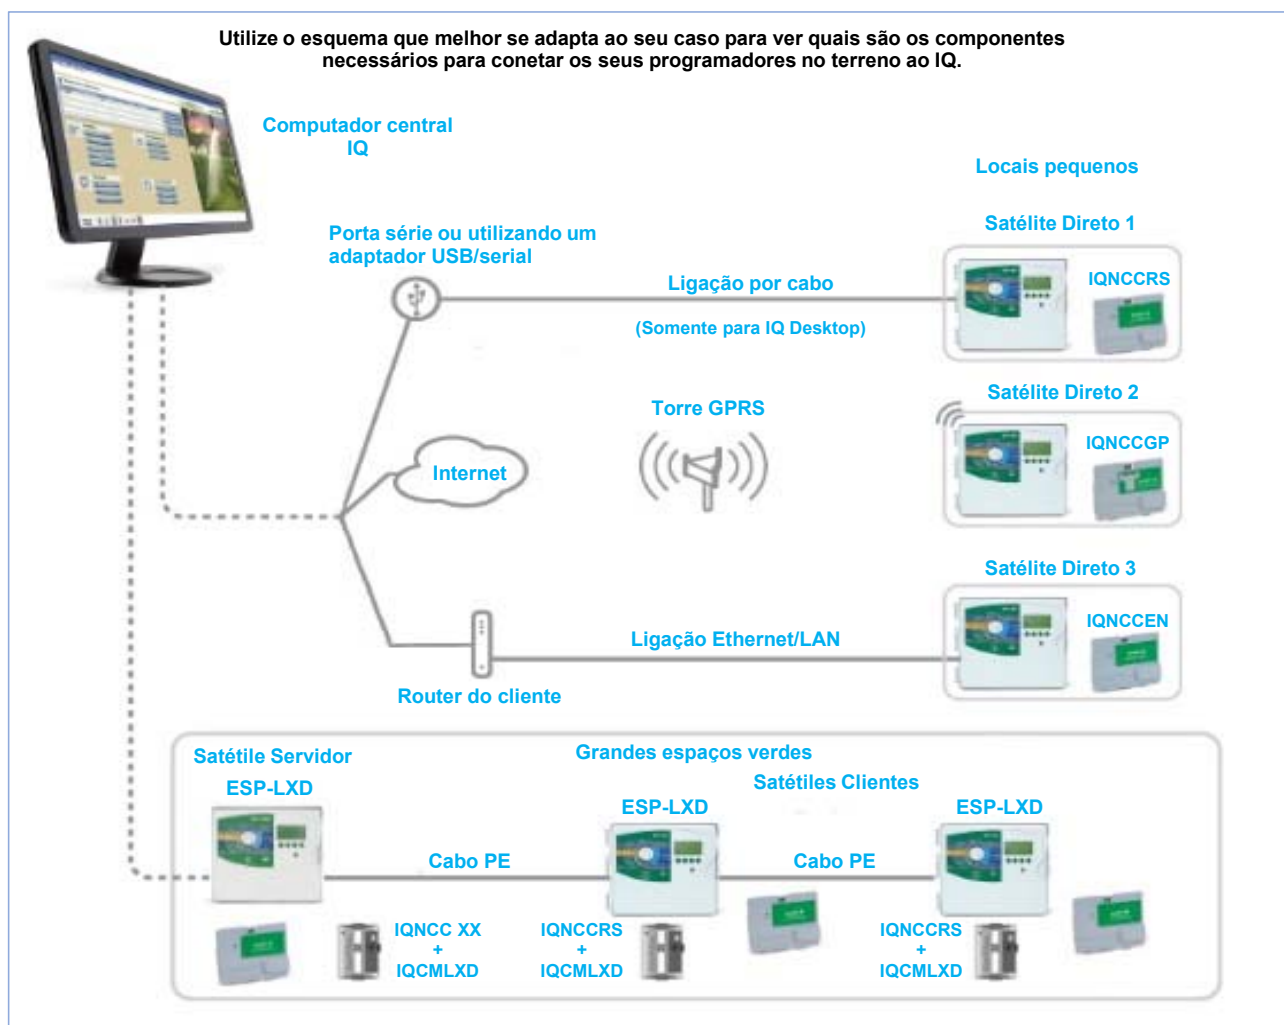 Utilize o esquema que melhor se adapta ao seu caso para ver quais são os componentes
necessários para conetar os seus programadores no terreno ao IQ.
Computador central
IQ
Locais pequenos
Porta série ou utilizando um
adaptador USB/serial
Satélite Direto 1
Ligação por cabo
IQNCCRS
(Somente para IQ Desktop)
Satélite Direto 2
Torre GPRS
IQNCCGP
Internet
Satélite Direto 3
Ligação Ethernet/LAN
IQNCCEN
Router do cliente
Grandes espaços verdes
Satétile Servidor
ESP-LXD
Satétiles Clientes
ESP-LXD
ESP-LXD
Cabo PE
Cabo PE
IQNCC XX
+
IQCMLXD
IQNCCRS
+
IQCMLXD
IQNCCRS
+
IQCMLXD